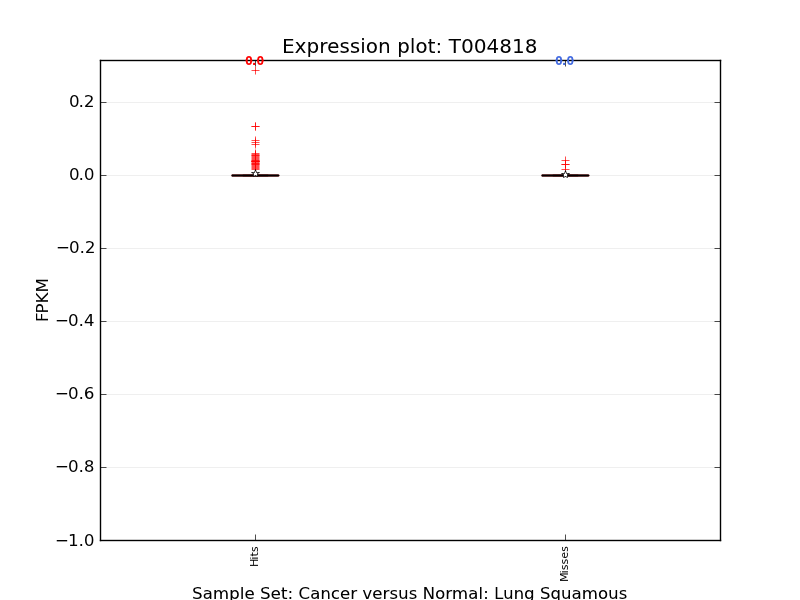 Expression plot: T004818
0.0
0.0
0.2
0.0
−0.2
−0.4
−0.6
−0.8
−1.0
FPKM
Hits
Misses
Sample Set: Cancer versus Normal: Lung Squamous